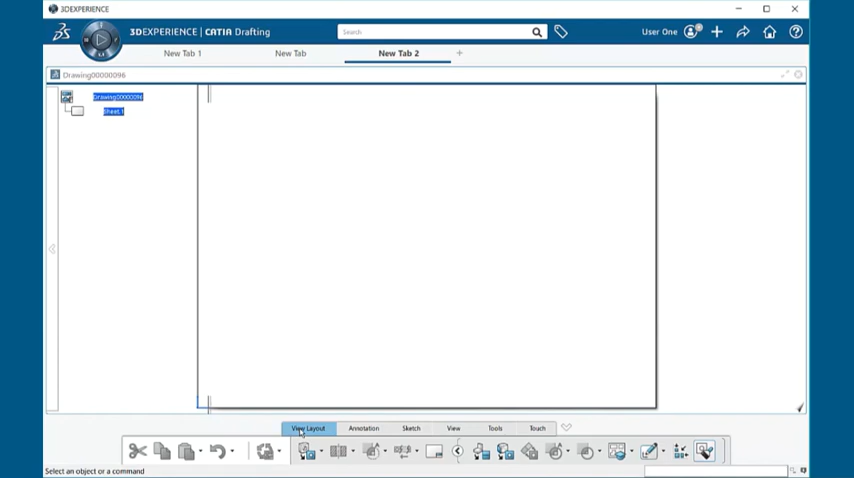 3DEXPERIENCE
3DEXPERIENCE | CATIA Drafting
Search
User One
New Tab 1
New Tab
New Tab 2
Drawing00000096
Drawing00000096
Sheet.1
View Layout
Annotation
Sketch
View
Tools
Touch
Select an object or a command